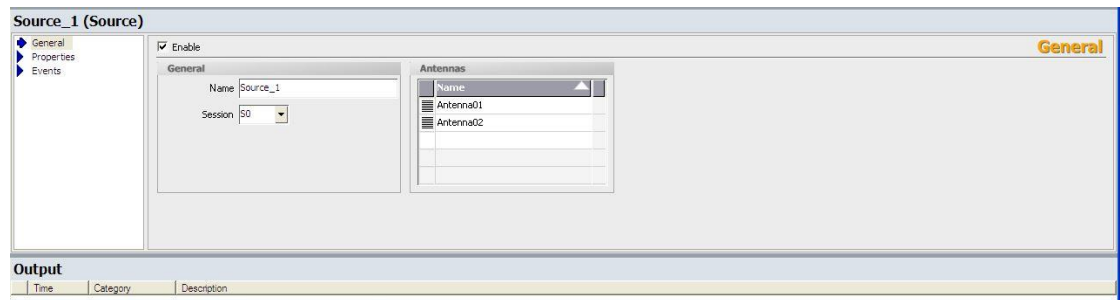 Source_1 (Source)
General
Properties
Events
Enable
General
General
Name Source_1
Session S0
Antennas
Name
Antenna01
Antenna02
Output
Time Category Description